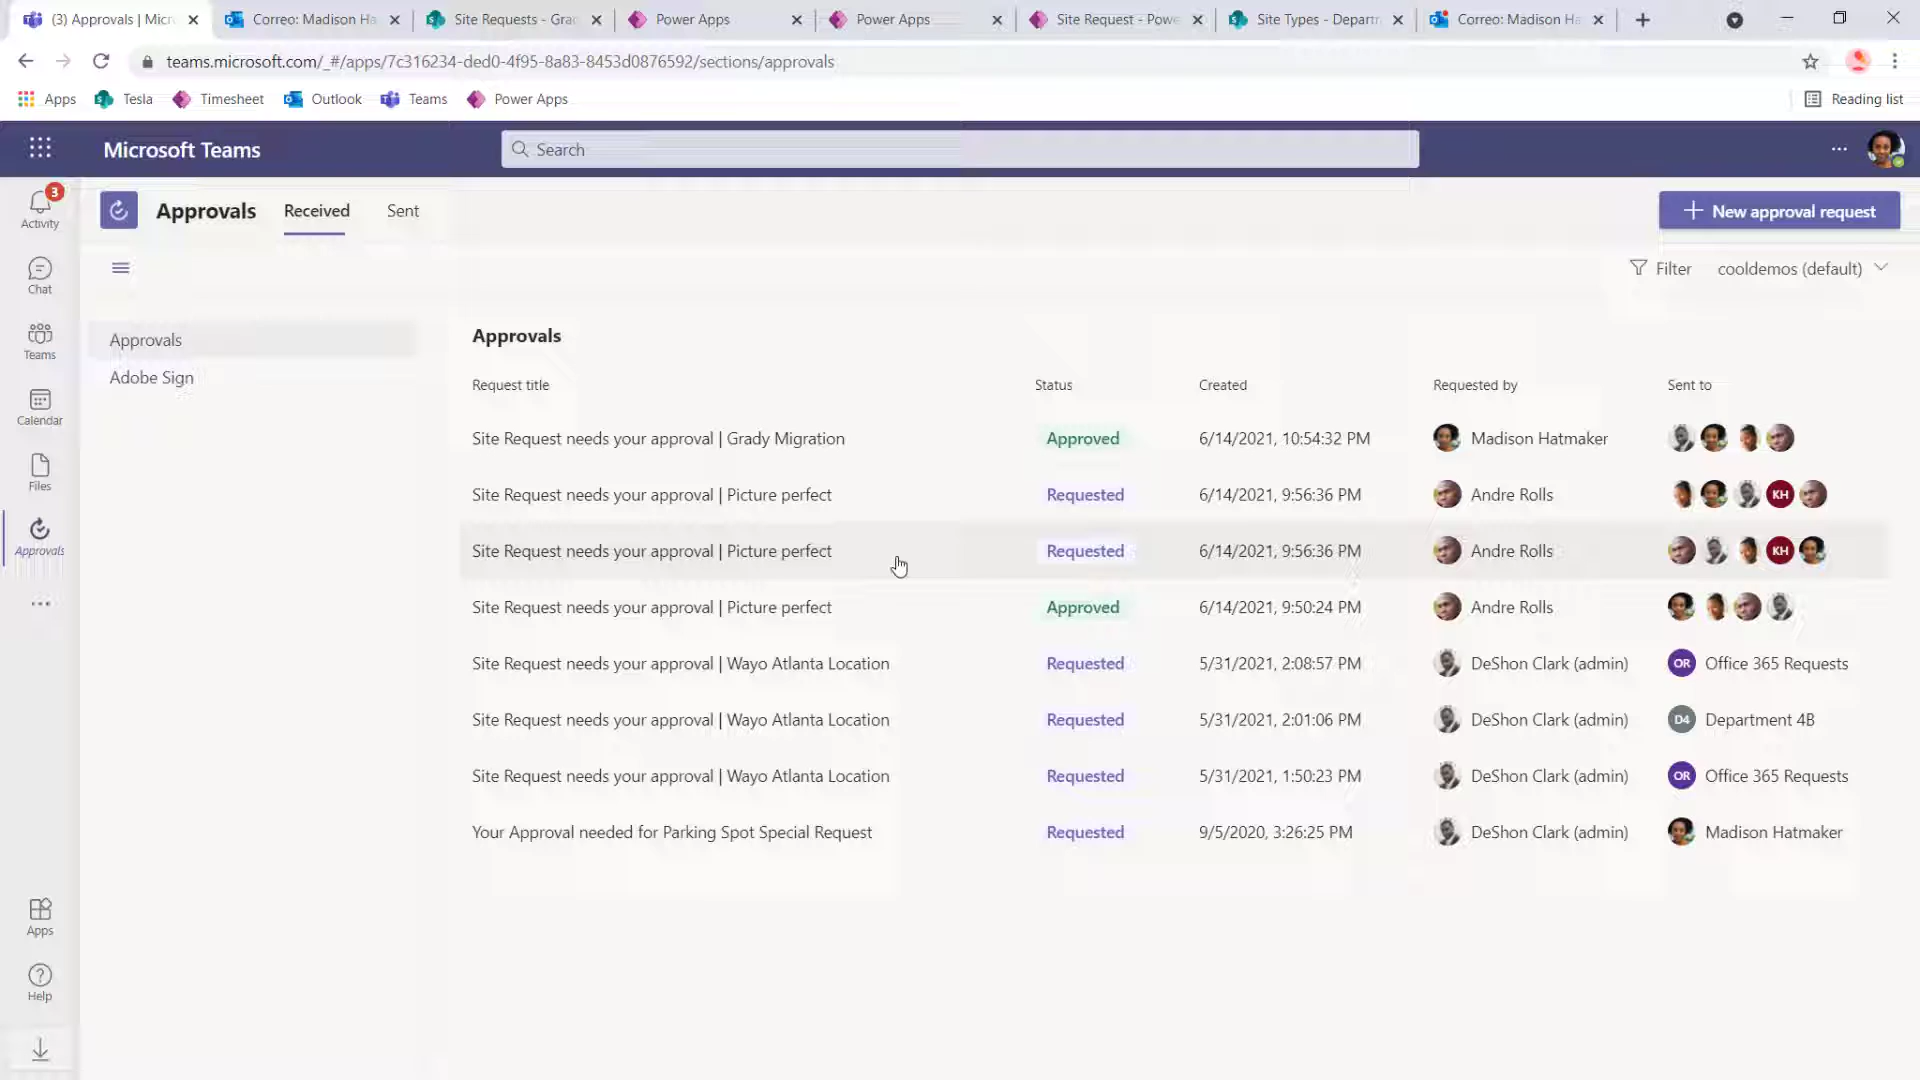 (3) Approvals | Micr
Correo: Madison Ha
Site Requests - Gra
Power Apps
Power Apps
Site Request - Powe
Site Types - Departr
Correo: Madison Ha
teams.microsoft.com/_#/apps/7c316234-ded0-4f95-8a83-8453d0876592/sections/approvals
Apps
Tesla
Timesheet
Outlook
Teams
Power Apps
Reading list
Microsoft Teams
Search
3
Activity
Chat
Teams
Calendar
Files
Approvals
Apps
Help
Approvals
Received
Sent
New approval request
Filter
cooldemos (default)
Approvals
Adobe Sign
Approvals
Request title Status Created Requested by Sent to
Site Request needs your approval | Grady Migration Approved 6/14/2021, 10:54:32 PM Madison Hatmaker
Site Request needs your approval | Picture perfect Requested 6/14/2021, 9:56:36 PM Andre Rolls KH
Site Request needs your approval | Picture perfect Requested 6/14/2021, 9:56:36 PM Andre Rolls KH
Site Request needs your approval | Picture perfect Approved 6/14/2021, 9:50:24 PM Andre Rolls
Site Request needs your approval | Wayo Atlanta Location Requested 5/31/2021, 2:08:57 PM DeShon Clark (admin) OR Office 365 Requests
Site Request needs your approval | Wayo Atlanta Location Requested 5/31/2021, 2:01:06 PM DeShon Clark (admin) D4 Department 4B
Site Request needs your approval | Wayo Atlanta Location Requested 5/31/2021, 1:50:23 PM DeShon Clark (admin) OR Office 365 Requests
Your Approval needed for Parking Spot Special Request Requested 9/5/2020, 3:26:25 PM DeShon Clark (admin) Madison Hatmaker